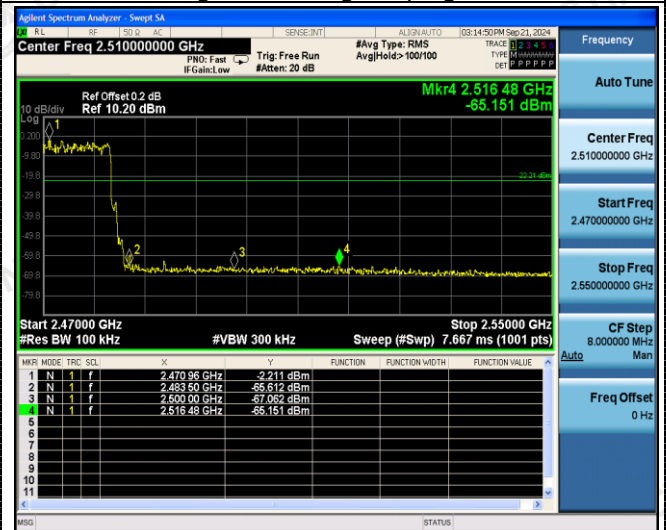 Agilent Spectrum Analyzer - Swept SA
RL RF 50 Ω AC SENSE:INT ALIGNAUTO 03:14:50PM Sep 21, 2024
Center Freq 2.510000000 GHz
PNO: Fast
IFGain:Low
Trig: Free Run
#Atten: 20 dB
#Avg Type: RMS
Avg|Hold:> 100/100
TRACE 1 2 3 4 5 6
TYPE M
DET P P P P P P
Frequency
Auto Tune
Center Freq
2.510000000 GHz
Start Freq
2.470000000 GHz
Stop Freq
2.550000000 GHz
CF Step
8.000000 MHz
Auto Man
Freq Offset
0 Hz
Mkr4 2.516 48 GHz
-65.151 dBm
Ref Offset 0.2 dB
10 dB/div Ref 10.20 dBm
Log
0.200
-9.80
-19.8
-29.8
-39.8
-49.8
-59.8
-69.8
-79.8
1
2
3
4
-22.21 dBm
Start 2.47000 GHz Stop 2.55000 GHz
#Res BW 100 kHz #VBW 300 kHz Sweep (#Swp) 7.667 ms (1001 pts)
MKR MODE TRC SCL X Y FUNCTION FUNCTION WIDTH FUNCTION VALUE
1 N 1 f 2.470 96 GHz -2.211 dBm
2 N 1 f 2.483 50 GHz -65.612 dBm
3 N 1 f 2.500 00 GHz -67.062 dBm
4 N 1 f 2.516 48 GHz -65.151 dBm
5
6
7
8
9
10
11
MSG STATUS